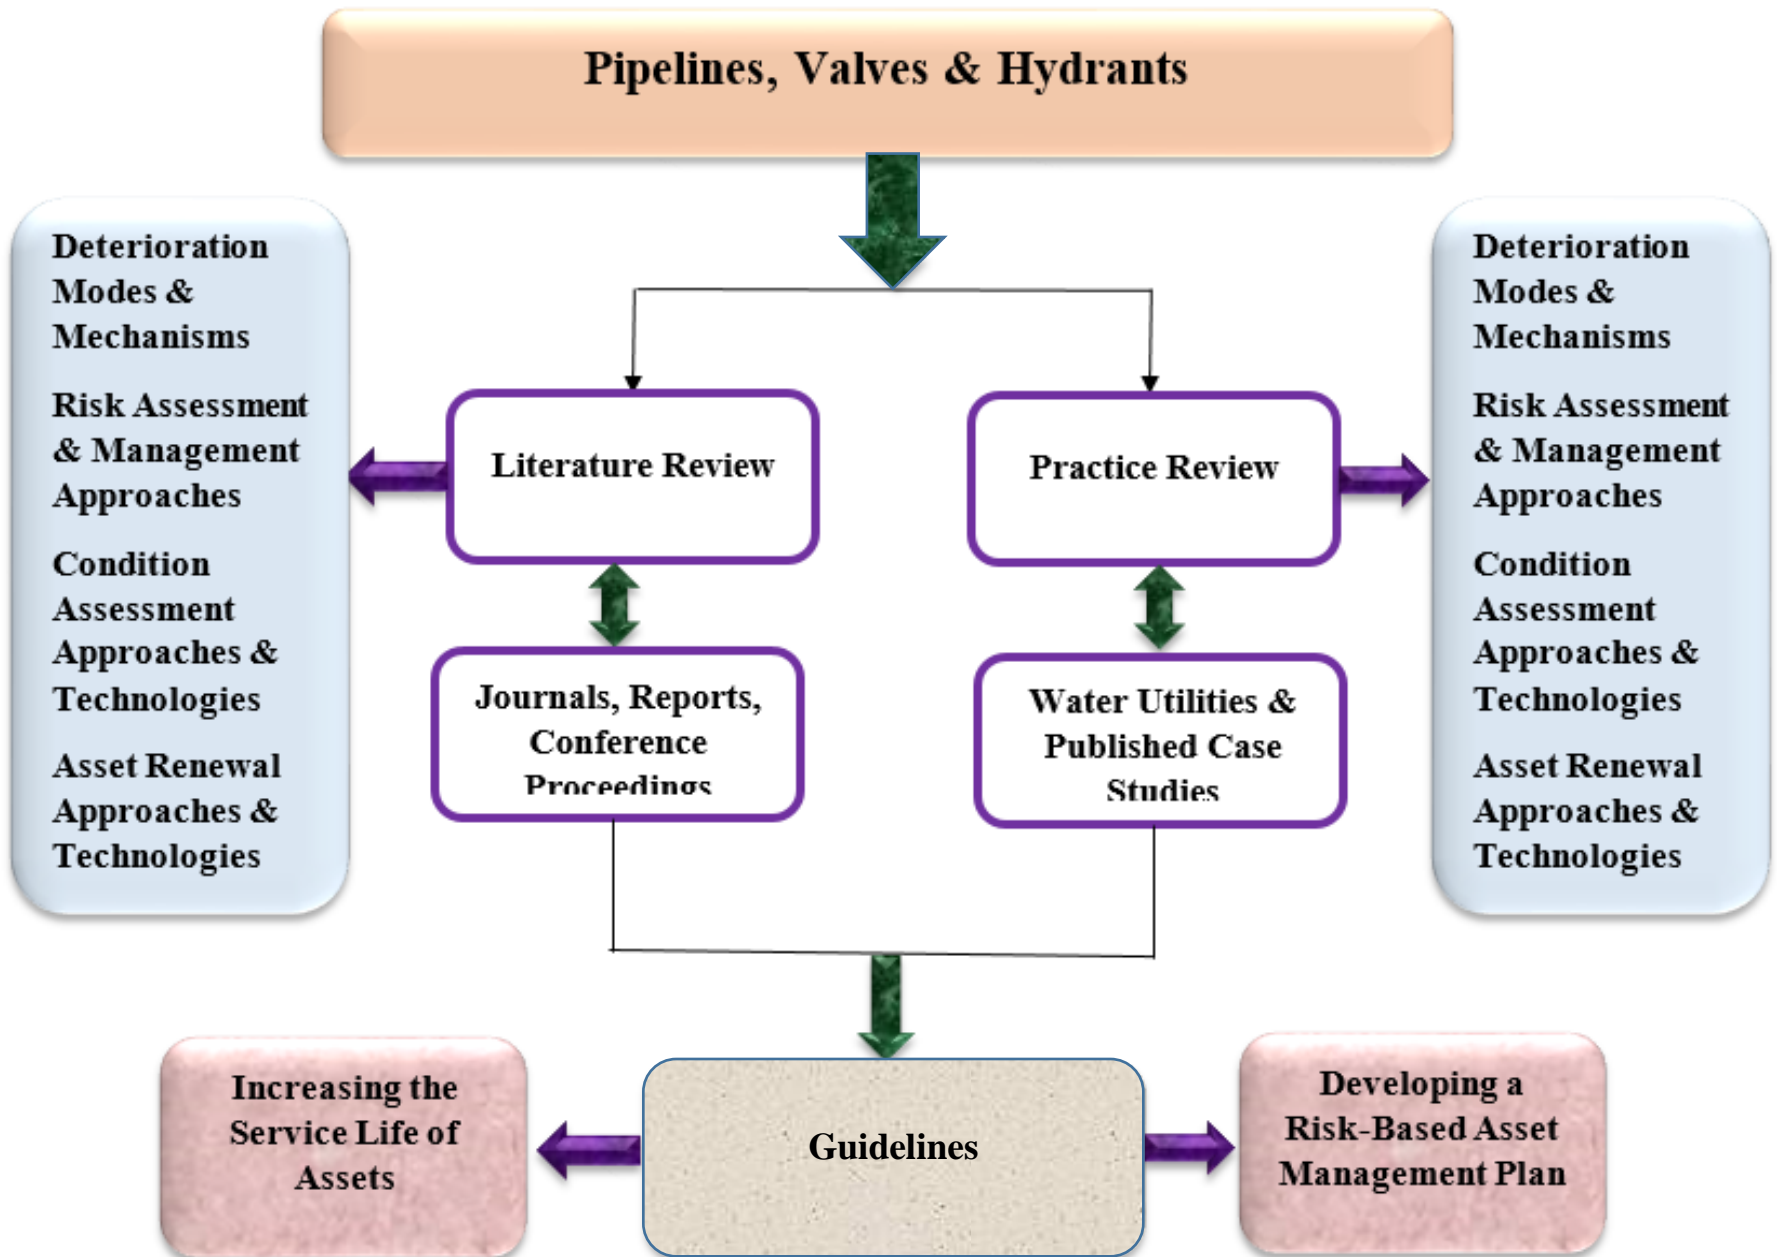 Pipelines, Valves & Hydrants
Deterioration
Modes &
Mechanisms
Risk Assessment
& Management
Approaches
Condition
Assessment
Approaches &
Technologies
Asset Renewal
Approaches &
Technologies
Literature Review
Practice Review
Journals, Reports,
Conference
Proceedings
Water Utilities &
Published Case
Studies
Deterioration
Modes &
Mechanisms
Risk Assessment
& Management
Approaches
Condition
Assessment
Approaches &
Technologies
Asset Renewal
Approaches &
Technologies
Increasing the
Service Life of
Assets
Guidelines
Developing a
Risk-Based Asset
Management Plan